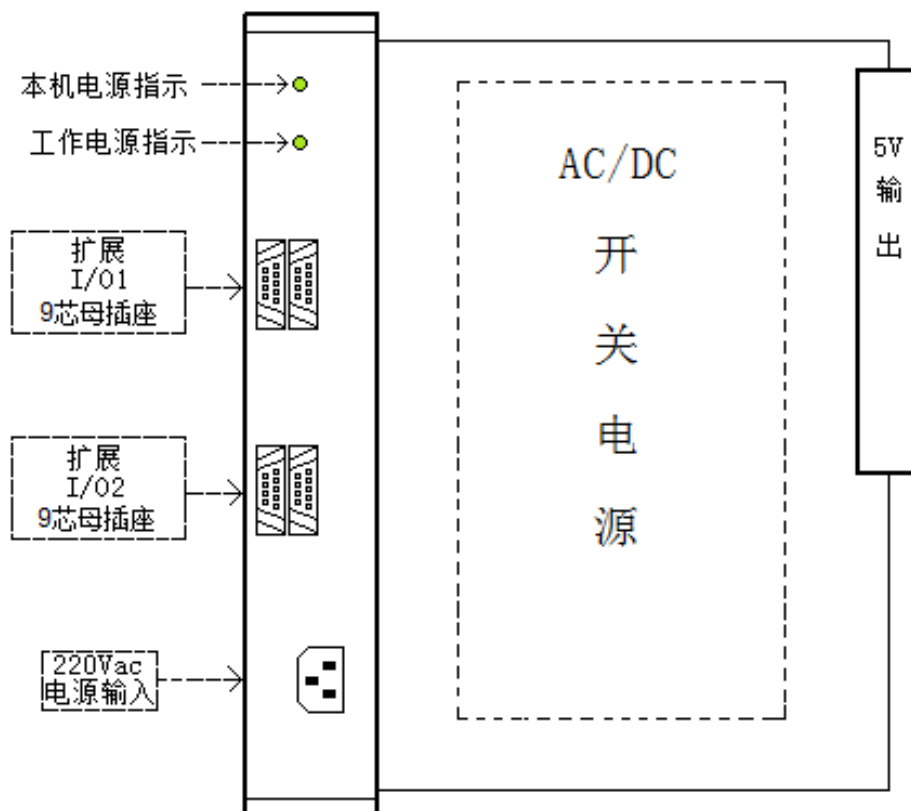 本机电源指示
工作电源指示
扩展
I/O1
9芯母插座
扩展
I/O2
9芯母插座
220Vac
电源输入
AC/DC
开
关
电
源
5V
输
出